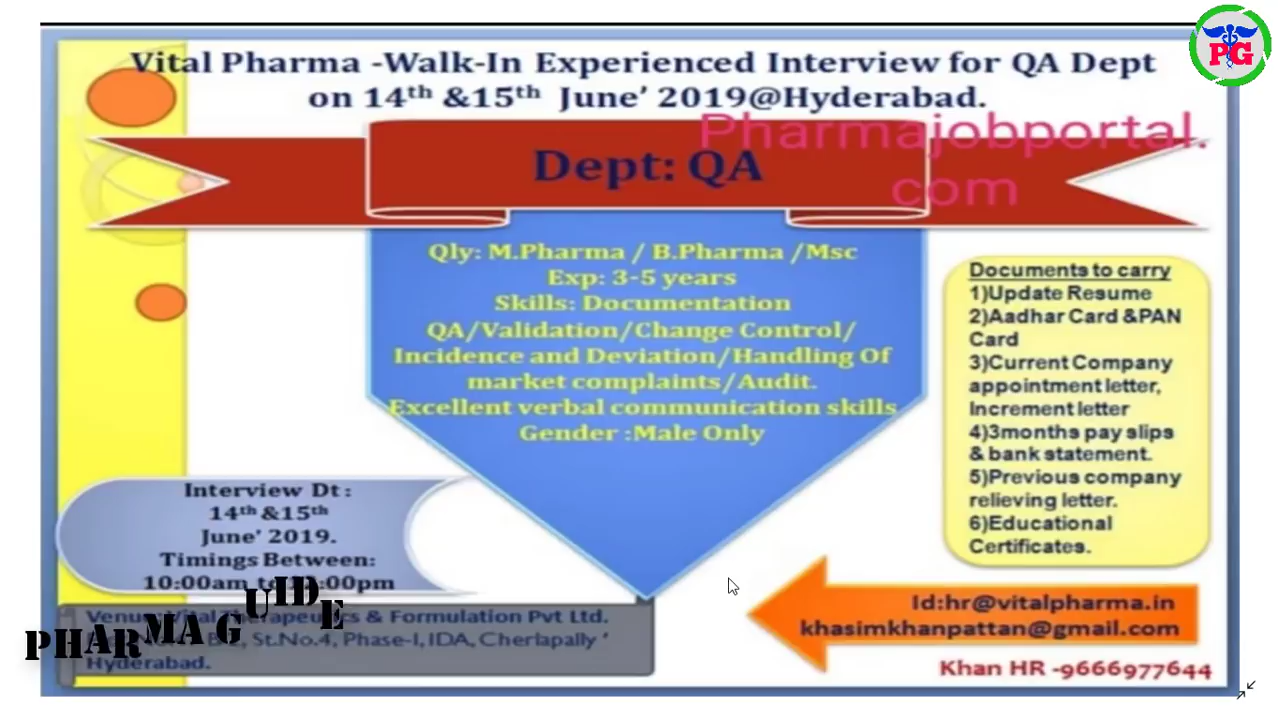 PG
Vital Pharma -Walk-In Experienced Interview for QA Dept
on 14th &15th June' 2019@Hyderabad.
Pharmajobportal.
com
Dept: QA
Qly: M.Pharma / B.Pharma /Msc
Exp: 3-5 years
Skills: Documentation
QA/Validation/Change Control/
Incidence and Deviation/Handling Of
market complaints/Audit.
Excellent verbal communication skills
Gender :Male Only
Documents to carry
1)Update Resume
2)Aadhar Card &PAN
Card
3)Current Company
appointment letter,
Increment letter
4)3months pay slips
& bank statement.
5)Previous company
relieving letter.
6)Educational
Certificates.
Interview Dt :
14th &15th
June' 2019.
Timings Between:
10:00am to :00pm
Venue: Vital Therapeutics & Formulation Pvt Ltd.
St.No.4, Phase-I, IDA, Cherlapally '
Hyderabad.
PHARMA GUIDE
Id:hr@vitalpharma.in
khasimkhanpattan@gmail.com
Khan HR -9666977644